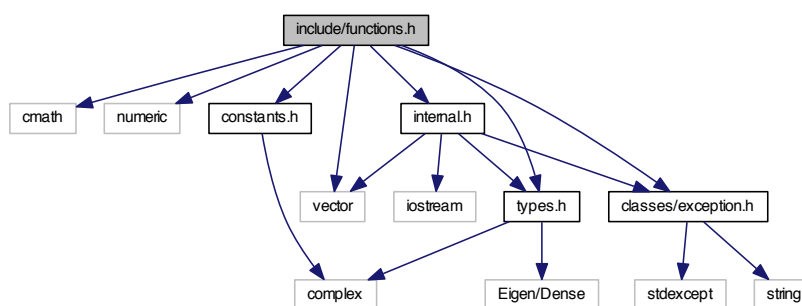 include/functions.h
cmath
numeric
constants.h
internal.h
vector
iostream
types.h
classes/exception.h
complex
Eigen/Dense
stdexcept
string